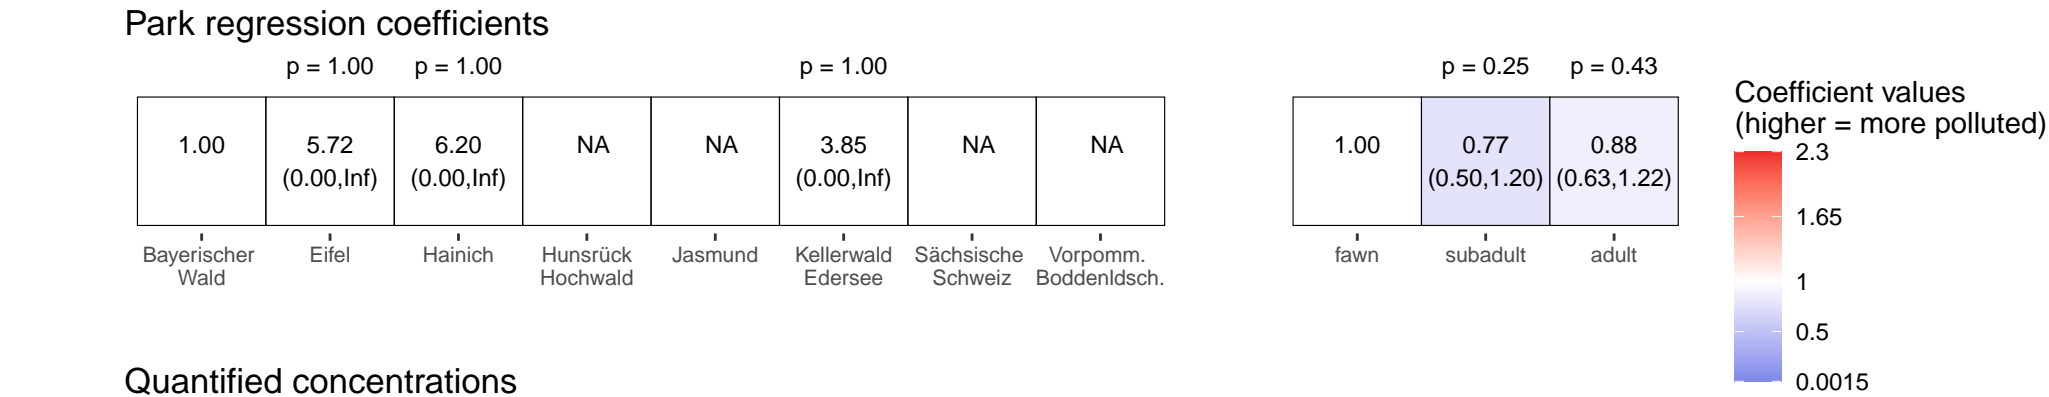 Park regression coefficients
p = 1.00 p = 1.00 p = 1.00 p = 0.25 p = 0.43
1.00 5.72 6.20 NA NA 3.85 NA NA 1.00 0.77 0.88
(0.00,Inf) (0.00,Inf) (0.00,Inf) (0.50,1.20) (0.63,1.22)
Bayerischer Eifel Hainich Hunsrück Jasmund Kellerwald Sächsische Vorpomm. fawn subadult adult
Wald Hochwald Edersee Schweiz Boddenldsch.
Coefficient values
(higher = more polluted)
2.3
1.65
1
0.5
0.0015
Quantified concentrations